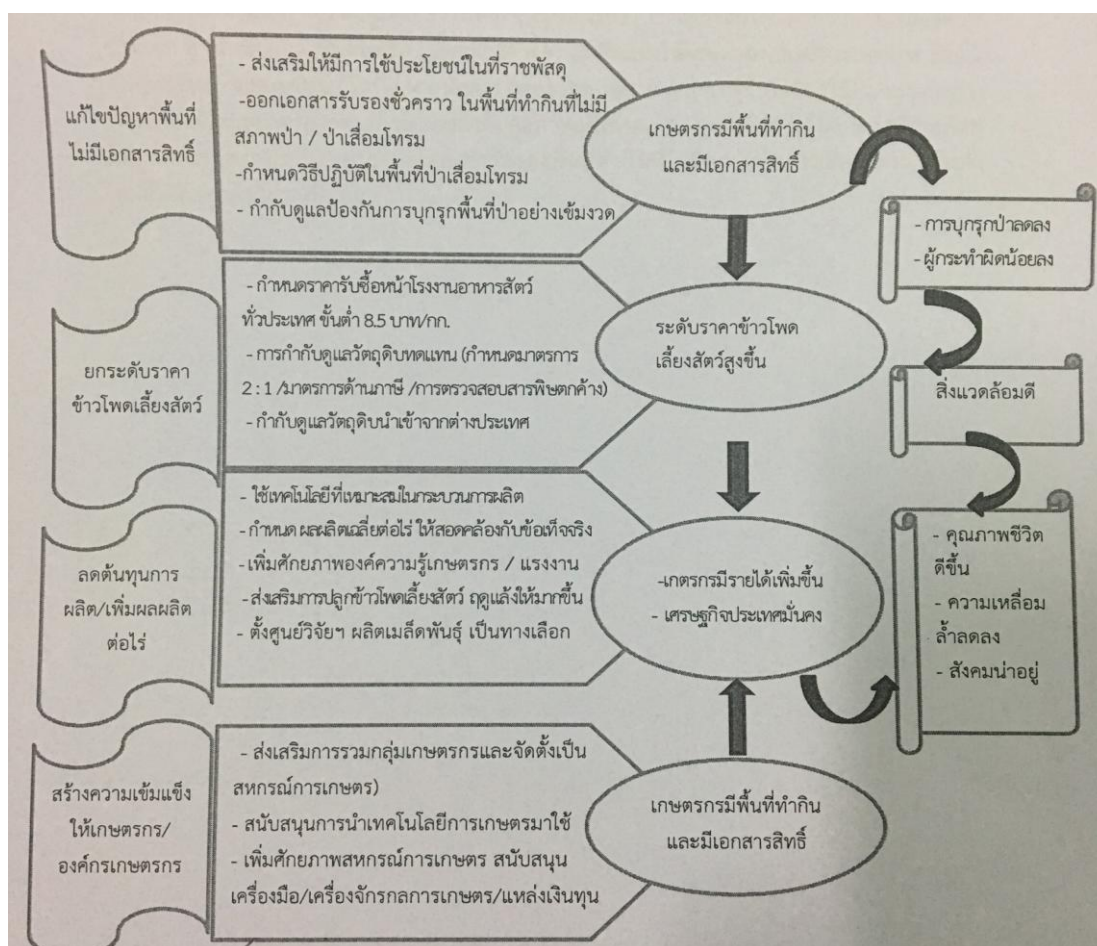 แก้ไขปัญหาพื้นที่
ไม่มีเอกสารสิทธิ์
- ส่งเสริมให้มีการใช้ประโยชน์ในที่ราชพัสดุ
-ออกเอกสารรับรองชั่วคราว ในพื้นที่ทำกินที่ไม่มี
สภาพป่า / ป่าเสื่อมโทรม
-กำหนดวิธีปฏิบัติในพื้นที่ป่าเสื่อมโทรม
- กำกับดูแลป้องกันการบุกรุกพื้นที่ป่าอย่างเข้มงวด
เกษตรกรมีพื้นที่ทำกิน
และมีเอกสารสิทธิ์
- การบุกรุกป่าลดลง
- ผู้กระทำผิดน้อยลง
ยกระดับราคา
ข้าวโพดเลี้ยงสัตว์
- กำหนดราคารับซื้อหน้าโรงงานอาหารสัตว์
ทั่วประเทศ ขั้นต่ำ 8.5 บาท/กก.
- การกำกับดูแลวัตถุดิบทดแทน (กำหนดมาตรการ
2 : 1 /มาตรการด้านภาษี /การตรวจสอบสารพิษตกค้าง)
- กำกับดูแลวัตถุดิบนำเข้าจากต่างประเทศ
ระดับราคาข้าวโพด
เลี้ยงสัตว์สูงขึ้น
สิ่งแวดล้อมดี
ลดต้นทุนการ
ผลิต/เพิ่มผลผลิต
ต่อไร่
- ใช้เทคโนโลยีที่เหมาะสมในกระบวนการผลิต
-กำหนด ผลผลิตเฉลี่ยต่อไร่ ให้สอดคล้องกับข้อเท็จจริง
-เพิ่มศักยภาพองค์ความรู้เกษตรกร / แรงงาน
-ส่งเสริมการปลูกข้าวโพดเลี้ยงสัตว์ ฤดูแล้งให้มากขึ้น
- ตั้งศูนย์วิจัยฯ ผลิตเมล็ดพันธุ์ เป็นทางเลือก
-เกตรกรมีรายได้เพิ่มขึ้น
- เศรษฐกิจประเทศมั่นคง
- คุณภาพชีวิต
ดีขึ้น
- ความเหลื่อม
ล้ำลดลง
- สังคมน่าอยู่
สร้างความเข้มแข็ง
ให้เกษตรกร/
องค์กรเกษตรกร
- ส่งเสริมการรวมกลุ่มเกษตรกรและจัดตั้งเป็น
สหกรณ์การเกษตร)
- สนับสนุนการนำเทคโนโลยีการเกษตรมาใช้
- เพิ่มศักยภาพสหกรณ์การเกษตร สนับสนุน
เครื่องมือ/เครื่องจักรกลการเกษตร/แหล่งเงินทุน
เกษตรกรมีพื้นที่ทำกิน
และมีเอกสารสิทธิ์